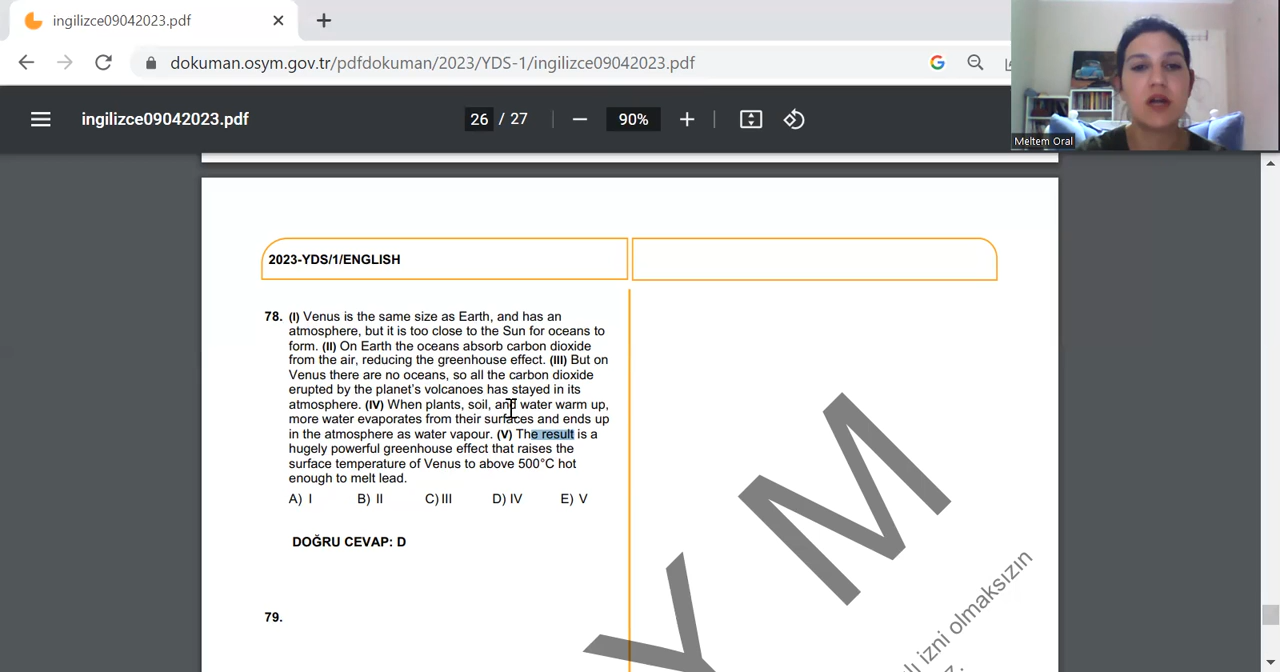 ingilizce09042023.pdf
dokuman.osym.gov.tr/pdfdokuman/2023/YDS-1/ingilizce09042023.pdf
ingilizce09042023.pdf
26 / 27
90%
Meltem Oral
2023-YDS/1/ENGLISH
78. (I) Venus is the same size as Earth, and has an
atmosphere, but it is too close to the Sun for oceans to
form. (II) On Earth the oceans absorb carbon dioxide
from the air, reducing the greenhouse effect. (III) But on
Venus there are no oceans, so all the carbon dioxide
erupted by the planet's volcanoes has stayed in its
atmosphere. (IV) When plants, soil, and water warm up,
more water evaporates from their surfaces and ends up
in the atmosphere as water vapour. (V) The result is a
hugely powerful greenhouse effect that raises the
surface temperature of Venus to above 500°C hot
enough to melt lead.
A) I B) II C) III D) IV E) V
DOĞRU CEVAP: D
79.
Y M
izni olmaksızın